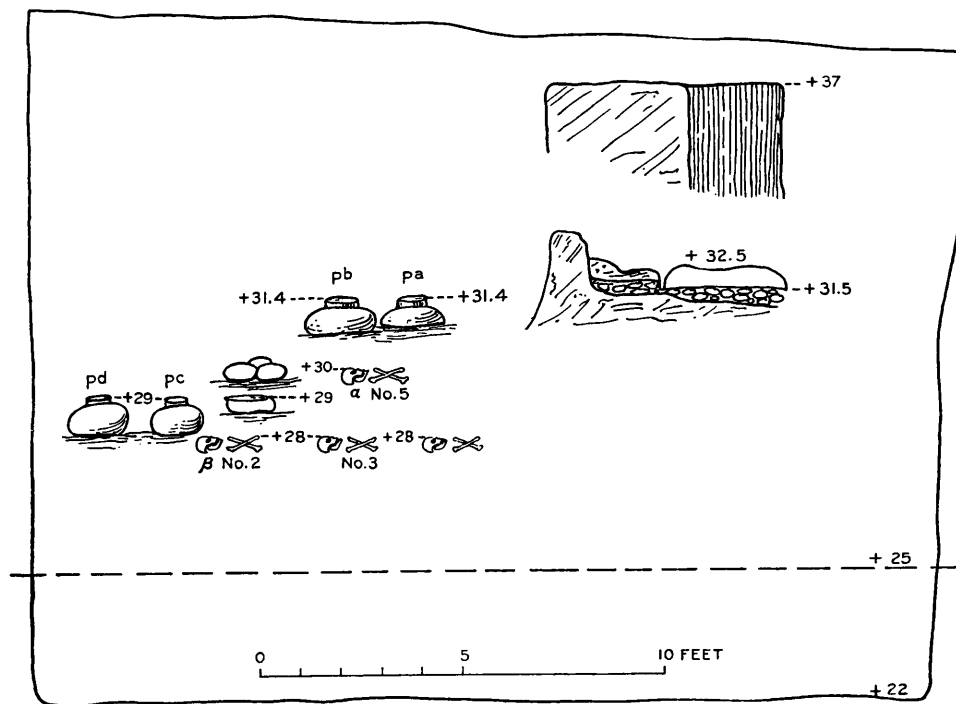 +37
+ 32.5
+31.5
pb pa
+31.4 +31.4
+30
α No.5
pd pc
+29 +29
+28 +28
β No.2 No.3
+ 25
0 5 10 FEET
+ 22